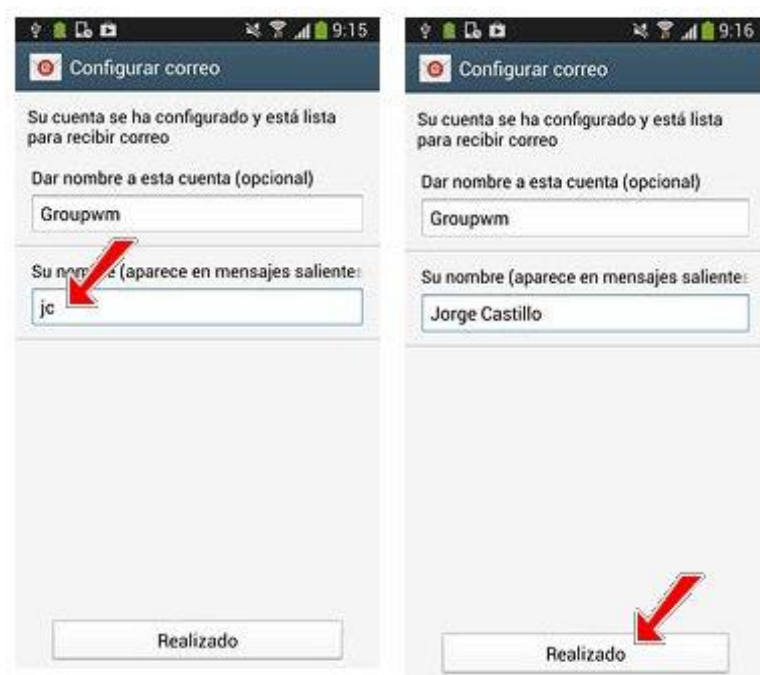 9:15
Configurar correo
Su cuenta se ha configurado y está lista
para recibir correo
Dar nombre a esta cuenta (opcional)
Groupwm
Su nombre (aparece en mensajes salientes
jc
Realizado
9:16
Configurar correo
Su cuenta se ha configurado y está lista
para recibir correo
Dar nombre a esta cuenta (opcional)
Groupwm
Su nombre (aparece en mensajes salientes
Jorge Castillo
Realizado